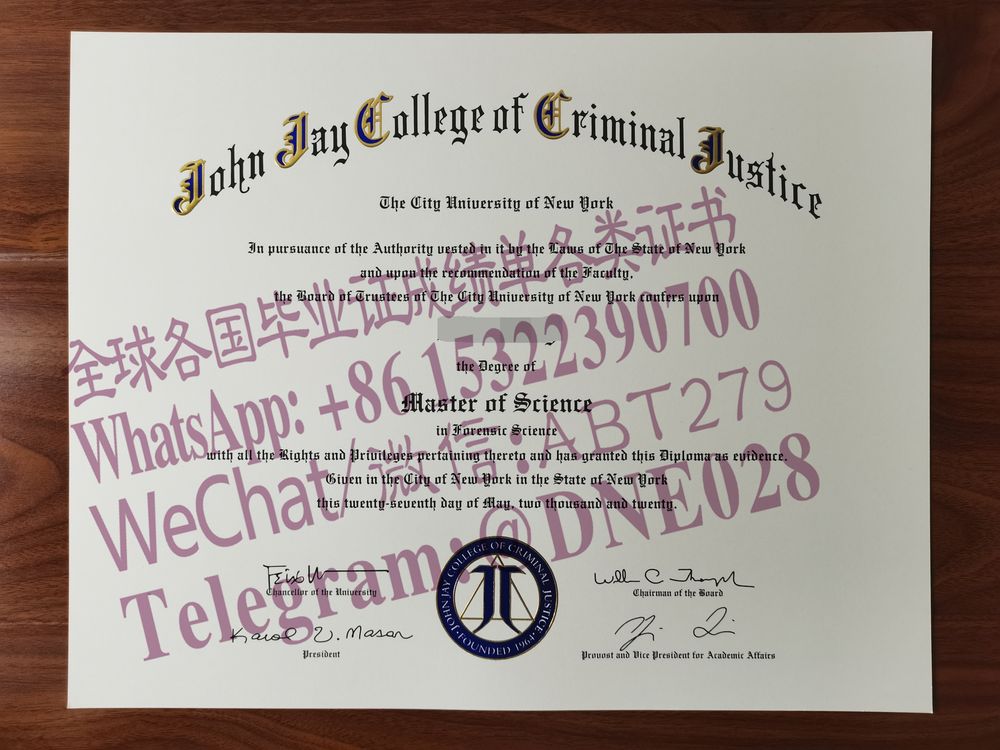 John Jay College of Criminal Justice
The City University of New York
In pursuance of the Authority vested in it by the Laws of The State of New York
and upon the recommendation of the Faculty,
the Board of Trustees of The City University of New York confers upon
全球各国毕业证成绩单各类证书
the Degree of
WhatsApp: +86 15322390700
Master of Science
in Forensic Science
WeChat/微信:ABT279
with all the Rights and Privileges pertaining thereto and has granted this Diploma as evidence.
Given in the City of New York in the State of New York
this twenty-seventh day of May, two thousand and twenty.
Telegram:@DNE028
Chancellor of the University
William C. Thompson
Chairman of the Board
JOHN JAY COLLEGE OF CRIMINAL JUSTICE
FOUNDED 1964
Karol V. Mason
President
Provost and Vice President for Academic Affairs